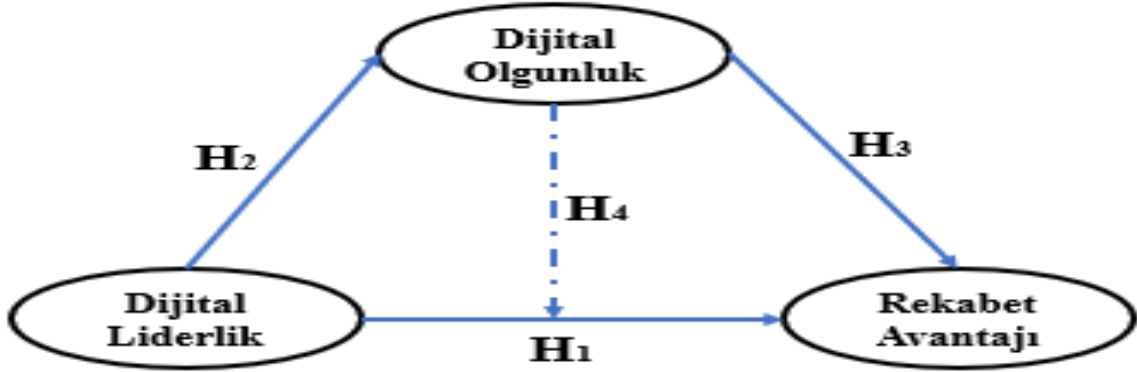 Dijital
Olgunluk
H2
H3
H4
Dijital
Liderlik
Rekabet
Avantajı
H1